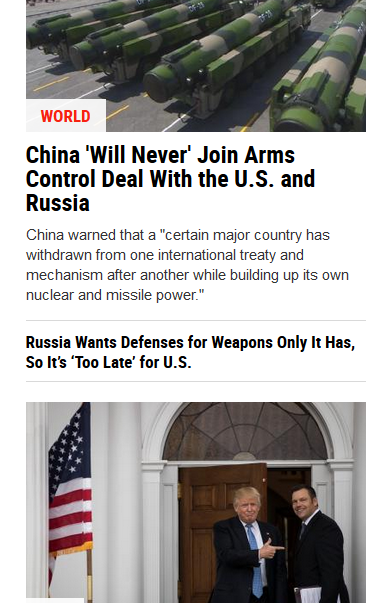 WORLD
China 'Will Never' Join Arms
Control Deal With the U.S. and
Russia
China warned that a "certain major country has
withdrawn from one international treaty and
mechanism after another while building up its own
nuclear and missile power."
Russia Wants Defenses for Weapons Only It Has,
So It’s ‘Too Late’ for U.S.